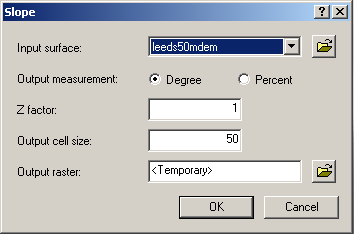 Slope
Input surface: leeds50mdem
Output measurement: Degree Percent
Z factor: 1
Output cell size: 50
Output raster: <Temporary>
OK Cancel